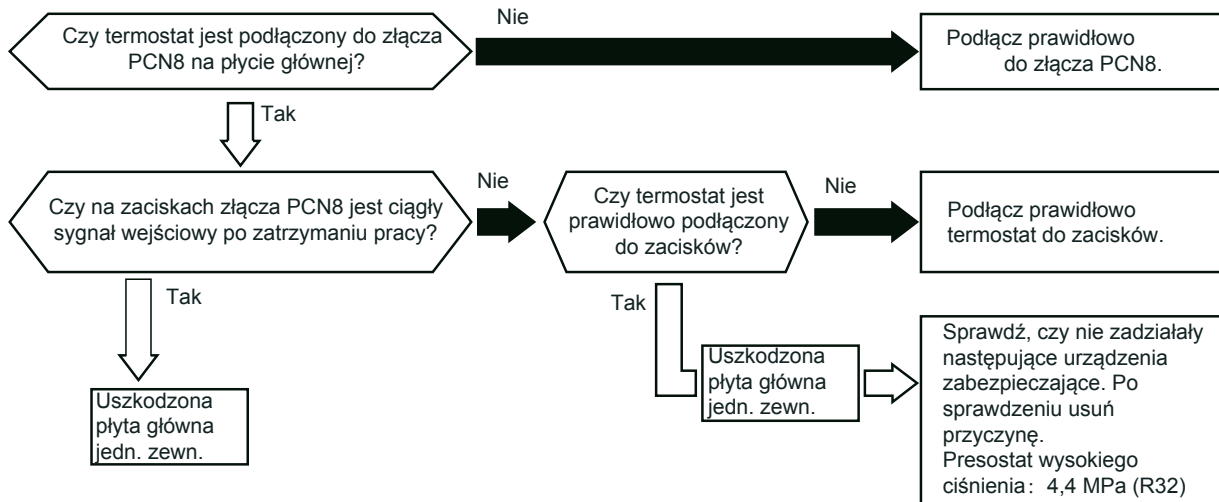 Czy termostat jest podłączony do złącza
PCN8 na płycie głównej?
Nie
Podłącz prawidłowo
do złącza PCN8.
Tak
Czy na zaciskach złącza PCN8 jest ciągły
sygnał wejściowy po zatrzymaniu pracy?
Nie
Czy termostat jest
prawidłowo podłączony
do zacisków?
Nie
Podłącz prawidłowo
termostat do zacisków.
Tak
Uszkodzona
płyta główna
jedn. zewn.
Tak
Uszkodzona
płyta główna
jedn. zewn.
Sprawdź, czy nie zadziałały
następujące urządzenia
zabezpieczające. Po
sprawdzeniu usuń
przyczynę.
Presostat wysokiego
ciśnienia: 4,4 MPa (R32)